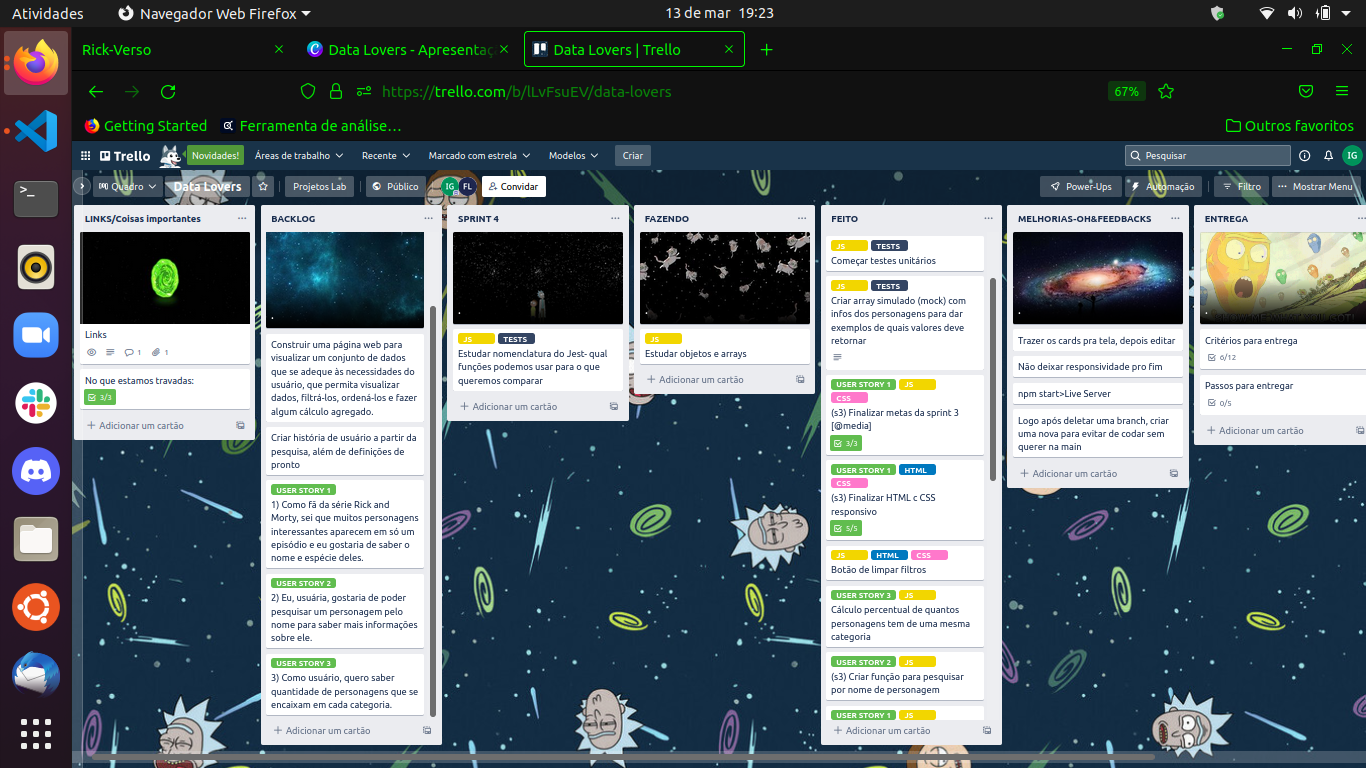 Atividades
Navegador Web Firefox
13 de mar 19:23
Rick-Verso
Data Lovers - Apresentaç
Data Lovers | Trello
https://trello.com/b/lLvFsuEV/data-lovers
67%
Getting Started
Ferramenta de análise…
Outros favoritos
Trello
Novidades!
Áreas de trabalho
Recente
Marcado com estrela
Modelos
Criar
Pesquisar
IG
Quadro
Data Lovers
Projetos Lab
Público
IG
FL
Convidar
Power-Ups
Automação
Filtro
Mostrar Menu
LINKS/Coisas importantes
Links
1
1
No que estamos travadas:
3/3
Adicionar um cartão
BACKLOG
Construir uma página web para
visualizar um conjunto de dados
que se adeque às necesidades do
usuário, que permita visualizar
dados, filtrá-los, ordená-los e fazer
algum cálculo agregado.
Criar história de usuário a partir da
pesquisa, além de definições de
pronto
USER STORY 1
1) Como fã da série Rick and
Morty, sei que muitos personagens
interessantes aparecem em só um
episódio e eu gostaria de saber o
nome e espécie deles.
USER STORY 2
2) Eu, usuária, gostaria de poder
pesquisar um personagem pelo
nome para saber mais informações
sobre ele.
USER STORY 3
3) Como usuário, quero saber
quantidade de personagens que se
encaixam em cada categoria.
Adicionar um cartão
SPRINT 4
JS TESTS
Estudar nomenclatura do Jest- qual
funções podemos usar para o que
queremos comparar
Adicionar um cartão
FAZENDO
JS
Estudar objetos e arrays
Adicionar um cartão
FEITO
JS TESTS
Começar testes unitários
JS TESTS
Criar array simulado (mock) com
infos dos personagens para dar
exemplos de quais valores deve
retornar
USER STORY 1 JS
CSS
(s3) Finalizar metas da sprint 3
[@media]
3/3
USER STORY 1 HTML
CSS
(s3) Finalizar HTML c CSS
responsivo
5/5
JS HTML CSS
Botão de limpar filtros
USER STORY 3 JS
Cálculo percentual de quantos
personagens tem de uma mesma
categoria
USER STORY 2 JS
(s3) Criar função para pesquisar
por nome de personagem
USER STORY 1 JS
Adicionar um cartão
MELHORIAS-OH&FEEDBACKS
Trazer os cards pra tela, depois editar
Não deixar responsividade pro fim
npm start>Live Server
Logo após deletar uma branch, criar
uma nova para evitar de codar sem
querer na main
Adicionar um cartão
ENTREGA
Critérios para entrega
6/12
Passos para entregar
0/5
Adicionar um cartão